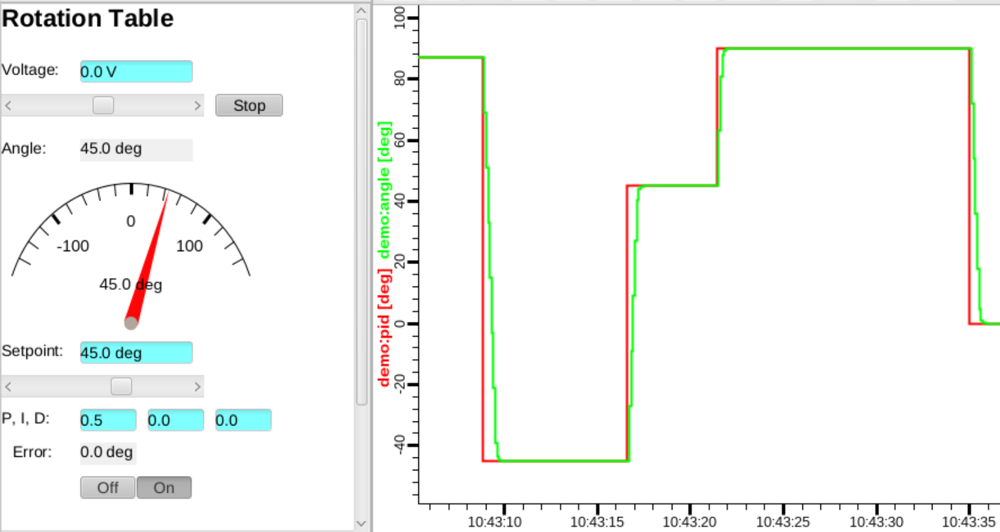 Rotation Table
Voltage: 0.0 V
Stop
Angle: 45.0 deg
0
-100 100
45.0 deg
Setpoint: 45.0 deg
P, I, D: 0.5 0.0 0.0
Error: 0.0 deg
Off On
demo:pid [deg] demo:angle [deg]
100
80
60
40
20
0
-20
-40
10:43:10 10:43:15 10:43:20 10:43:25 10:43:30 10:43:35